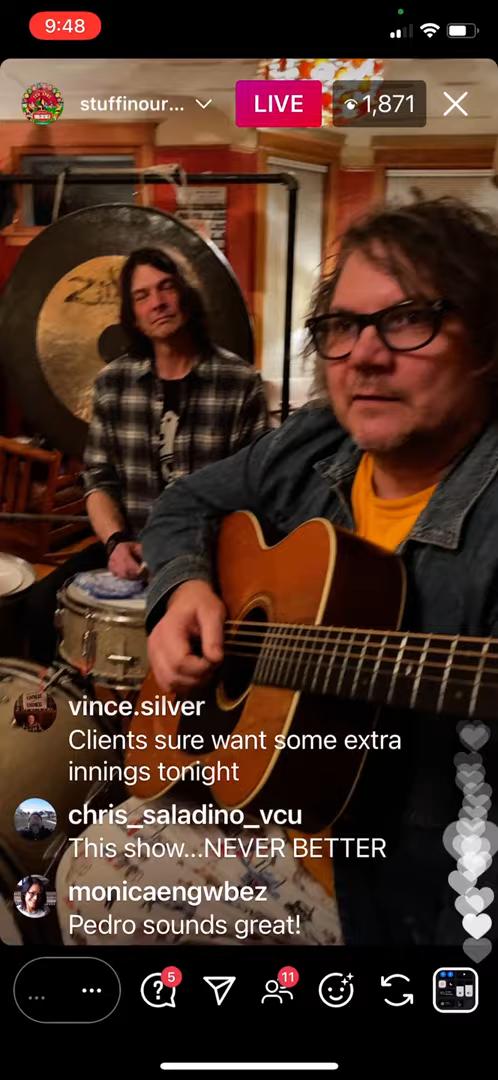 9:48
stuffinour...
LIVE
1,871
vince.silver
Clients sure want some extra
innings tonight
chris_saladino_vcu
This show...NEVER BETTER
monicaengwbez
Pedro sounds great!
5
11